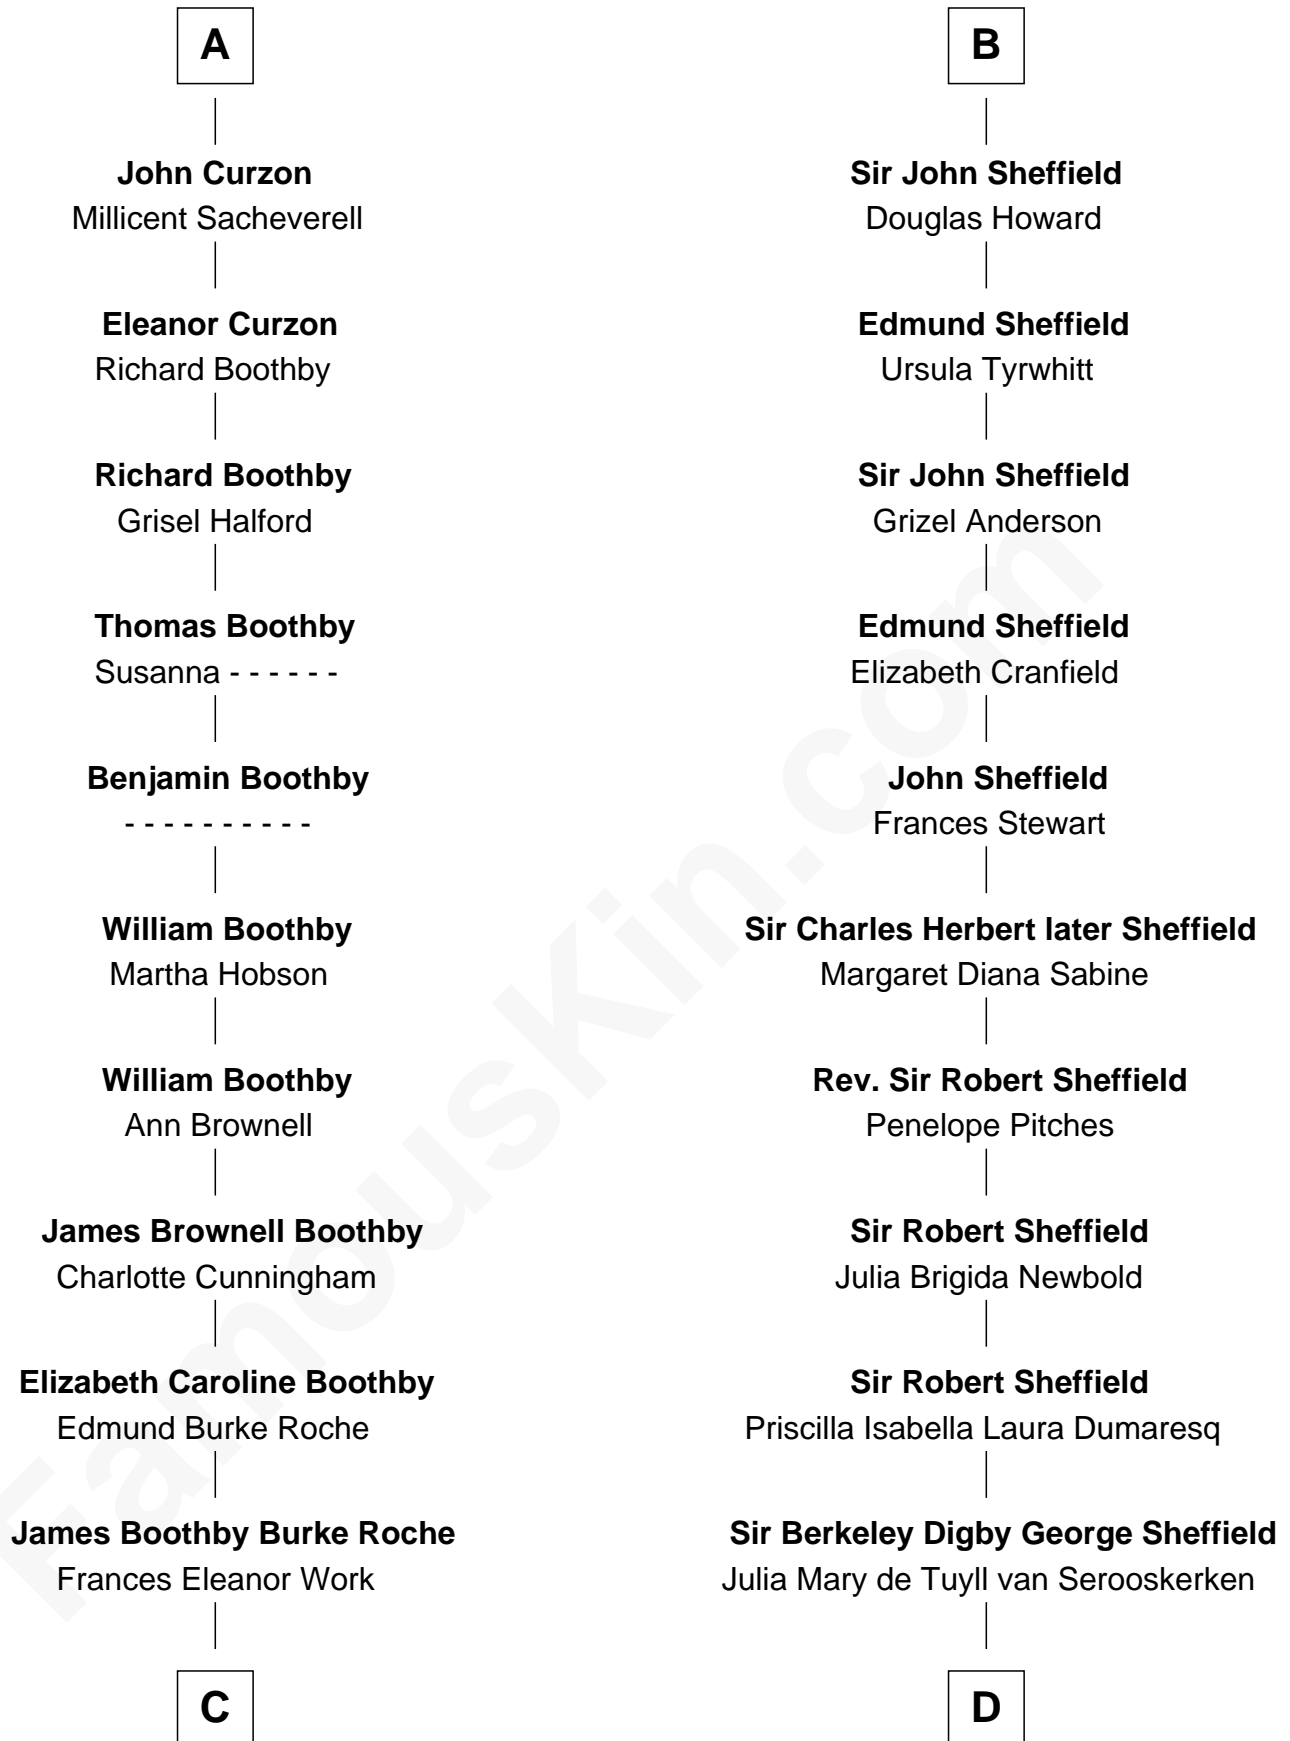 A
John Curzon
Millicent Sacheverell
Eleanor Curzon
Richard Boothby
Richard Boothby
Grisel Halford
Thomas Boothby
Susanna - - - - - -
Benjamin Boothby
- - - - - - - - - -
William Boothby
Martha Hobson
William Boothby
Ann Brownell
James Brownell Boothby
Charlotte Cunningham
Elizabeth Caroline Boothby
Edmund Burke Roche
James Boothby Burke Roche
Frances Eleanor Work
C
B
Sir John Sheffield
Douglas Howard
Edmund Sheffield
Ursula Tyrwhitt
Sir John Sheffield
Grizel Anderson
Edmund Sheffield
Elizabeth Cranfield
John Sheffield
Frances Stewart
Sir Charles Herbert later Sheffield
Margaret Diana Sabine
Rev. Sir Robert Sheffield
Penelope Pitches
Sir Robert Sheffield
Julia Brigida Newbold
Sir Robert Sheffield
Priscilla Isabella Laura Dumaresq
Sir Berkeley Digby George Sheffield
Julia Mary de Tuyll van Serooskerken
D
FamousKin.com